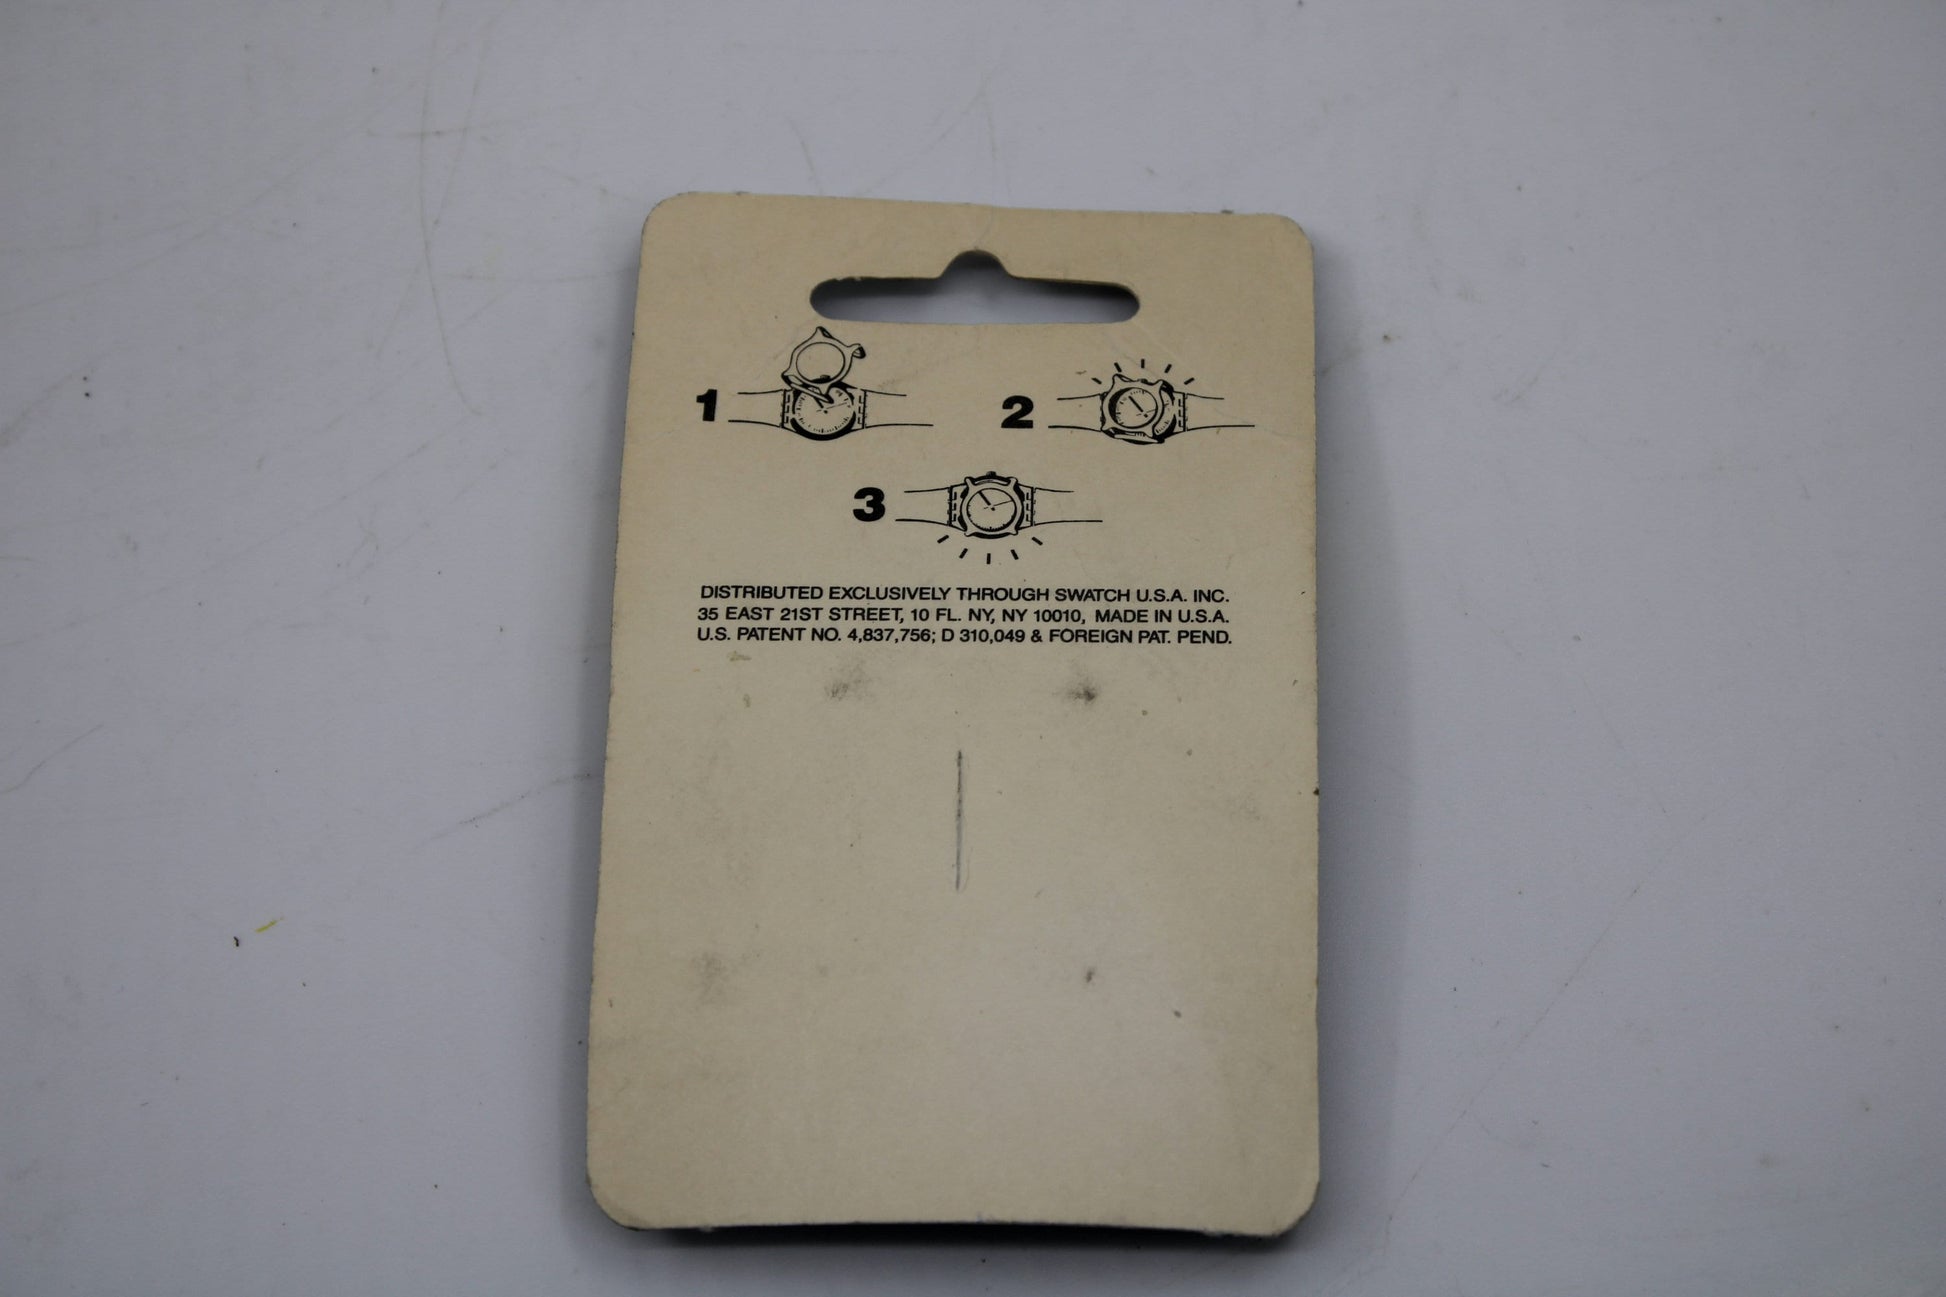 1
2
3
DISTRIBUTED EXCLUSIVELY THROUGH SWATCH U.S.A. INC.
35 EAST 21ST STREET, 10 FL. NY, NY 10010, MADE IN U.S.A.
U.S. PATENT NO. 4,837,756; D 310,049 & FOREIGN PAT. PEND.